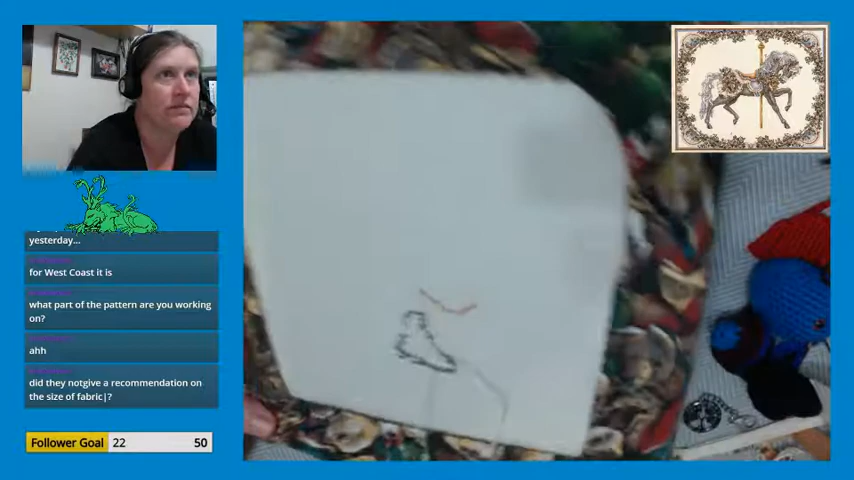 yesterday...
for West Coast it is
what part of the pattern are you working
on?
ahh
did they notgive a recommendation on
the size of fabric|?
Follower Goal 22 50